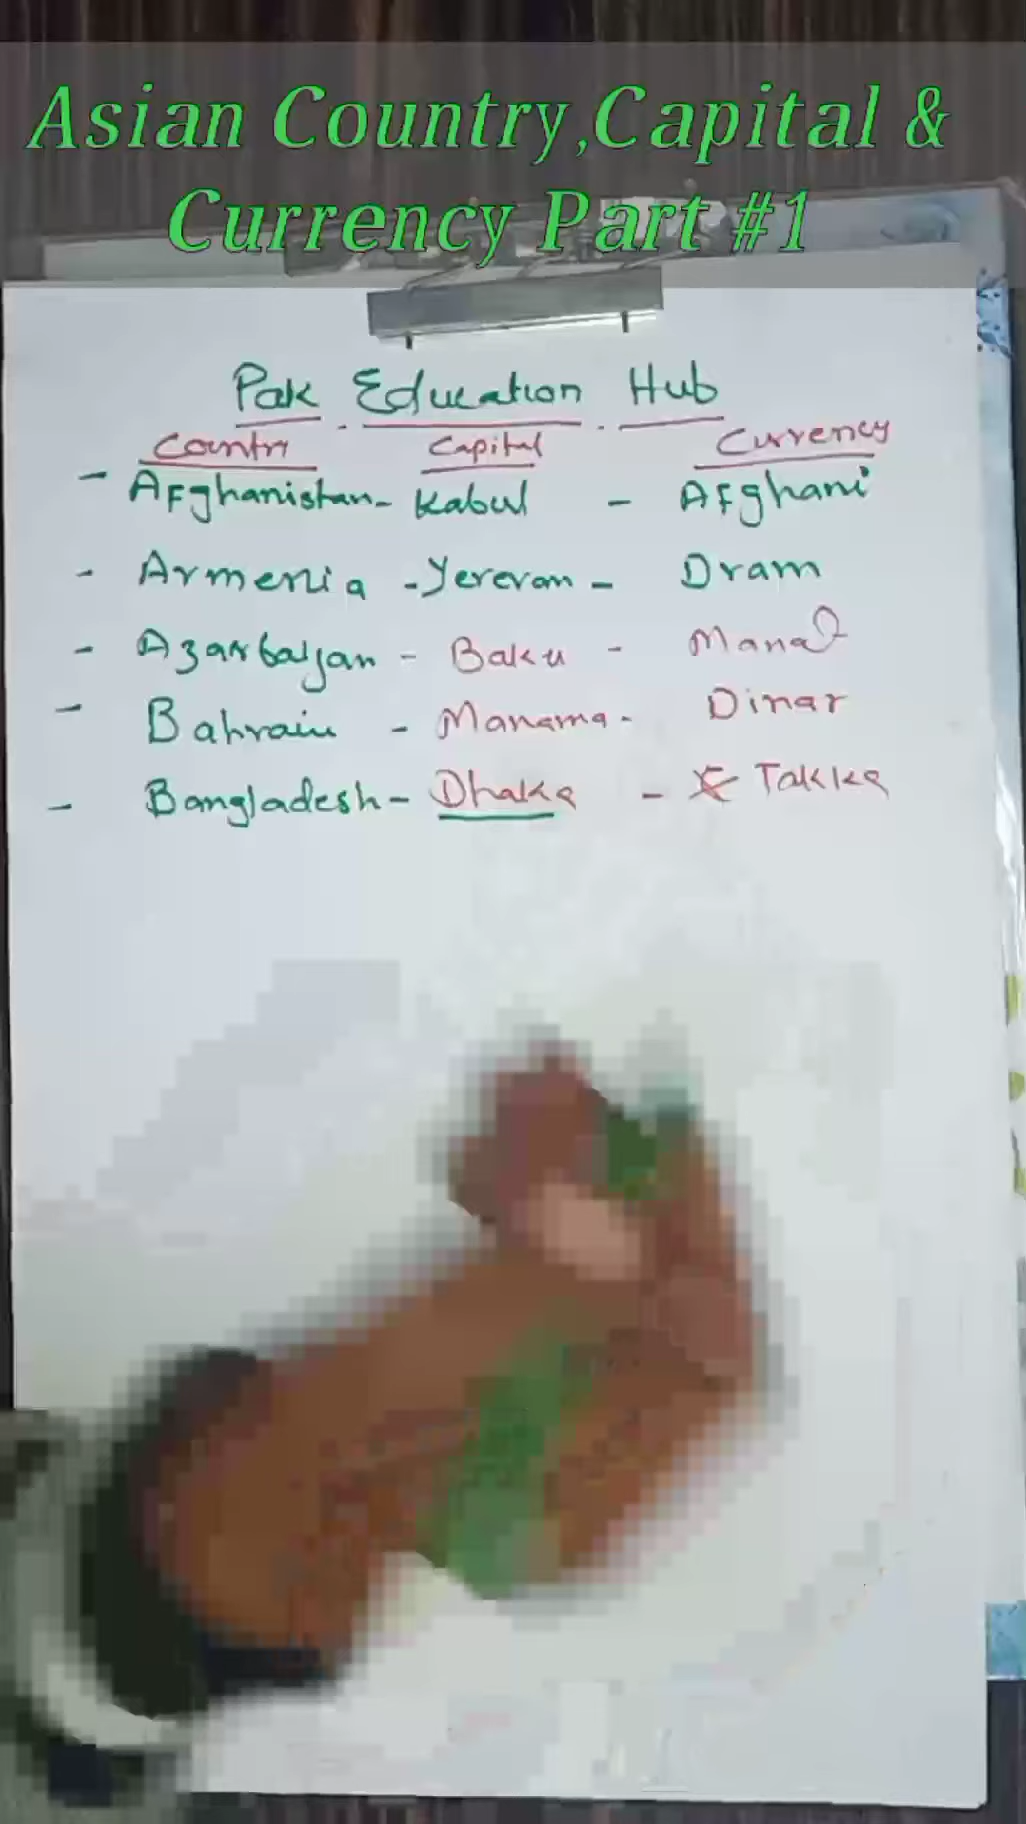 Asian Country,Capital &
Currency Part #1
Pak Education Hub
Country Capital Currency
- Afghanistan - Kabul - Afghani
- Armenia - Yerevan - Dram
- Azarbaijan - Baku - Manat
- Bahrain - Manama - Dinar
- Bangladesh - Dhaka - Takka